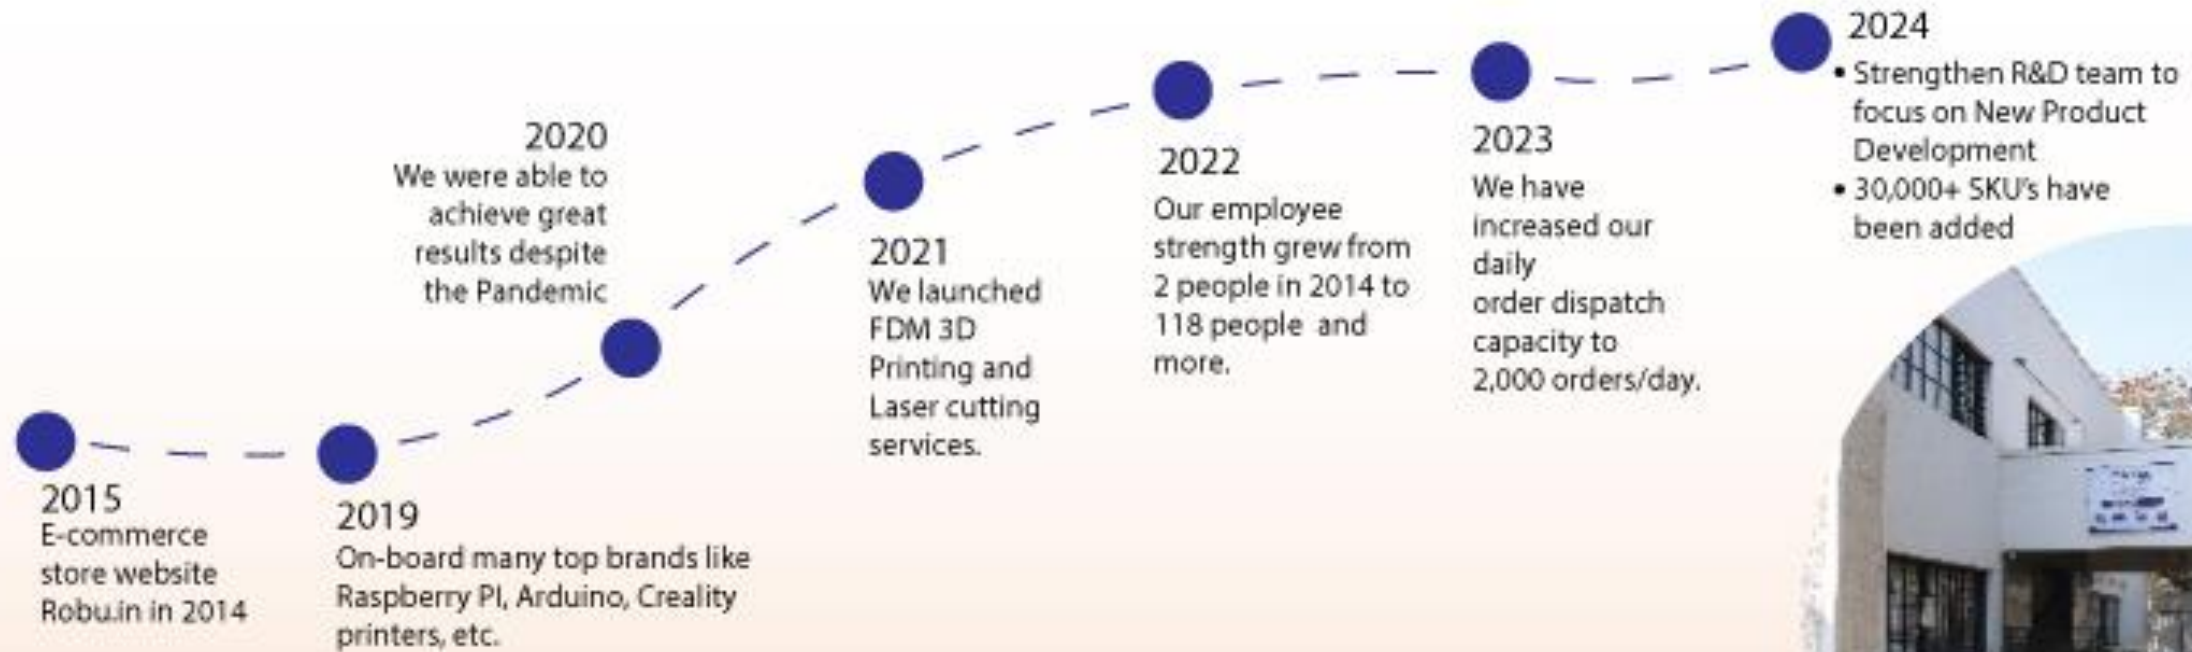 2015
E-commerce
store website
Robu.in in 2014
2019
On-board many top brands like
Raspberry PI, Arduino, Creality
printers, etc.
2020
We were able to
achieve great
results despite
the Pandemic
2021
We launched
FDM 3D
Printing and
Laser cutting
services.
2022
Our employee
strength grew from
2 people in 2014 to
118 people and
more.
2023
We have
increased our
daily
order dispatch
capacity to
2,000 orders/day.
2024
• Strengthen R&D team to
focus on New Product
Development
• 30,000+ SKU's have
been added